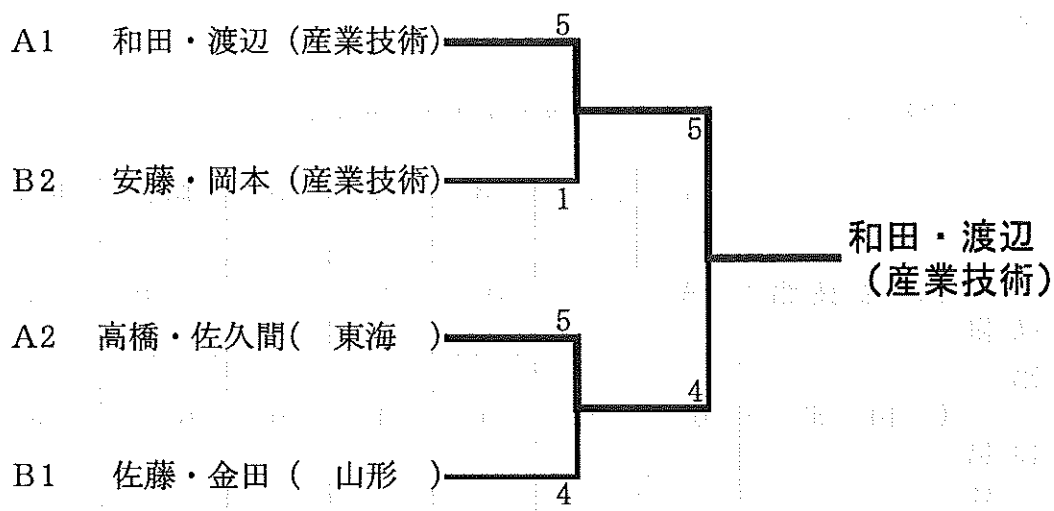 A1 和田・渡辺 (産業技術) 5
5
B2 安藤・岡本 (産業技術) 1
和田・渡辺
(産業技術)
A2 高橋・佐久間( 東海 ) 5
4
B1 佐藤・金田 ( 山形 ) 4